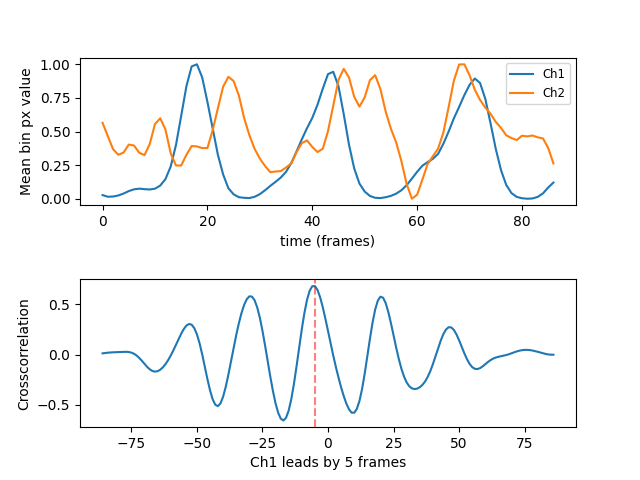 1.00
0.75
0.50
0.25
0.00
Mean bin px value
Ch1
Ch2
0 20 40 60 80
time (frames)
0.5
0.0
−0.5
Crosscorrelation
−75 −50 −25 0 25 50 75
Ch1 leads by 5 frames